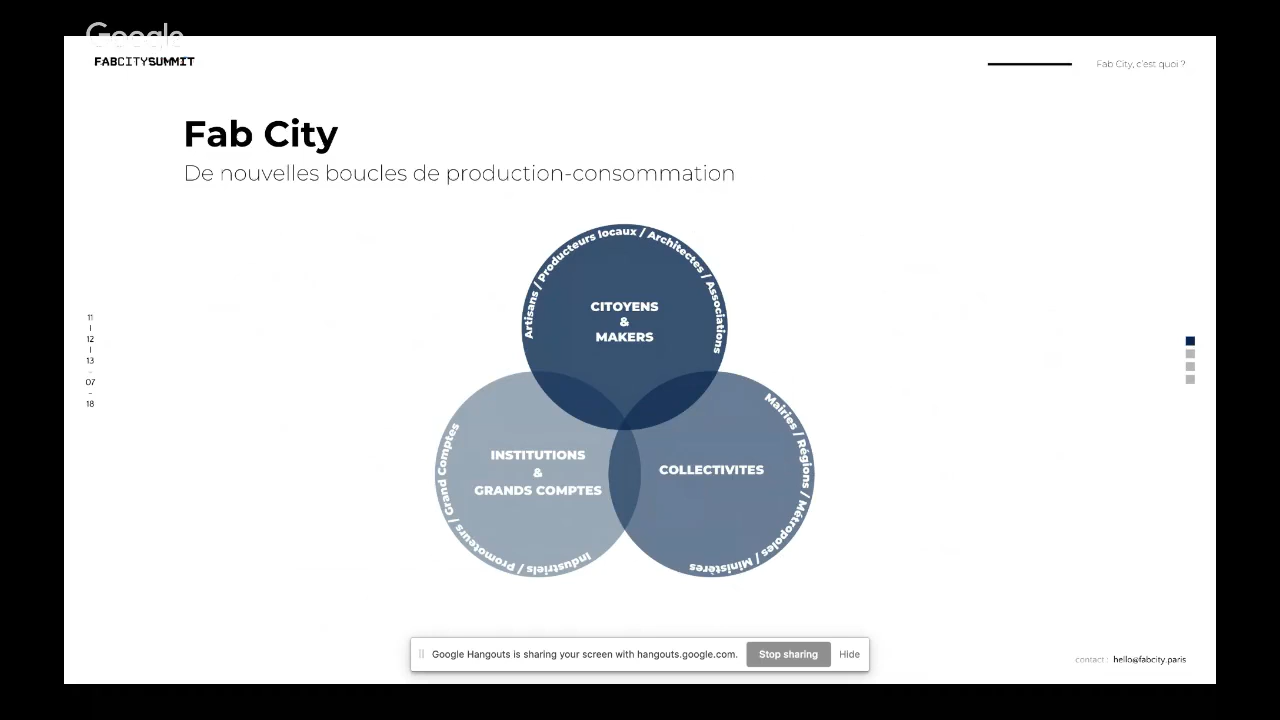 Google
FABCITYSUMMIT
Fab City, c'est quoi ?
Fab City
De nouvelles boucles de production-consommation
Artisans / Producteurs locaux / Architectes / Associations
CITOYENS
&
MAKERS
11
|
12
|
13
-
07
-
18
Industriels / Promoteurs / Grand Comptes
INSTITUTIONS
&
GRANDS COMPTES
Mairies / Régions / Métropoles / Ministères
COLLECTIVITES
Google Hangouts is sharing your screen with hangouts.google.com.
Stop sharing
Hide
contact : hello@fabcity.paris